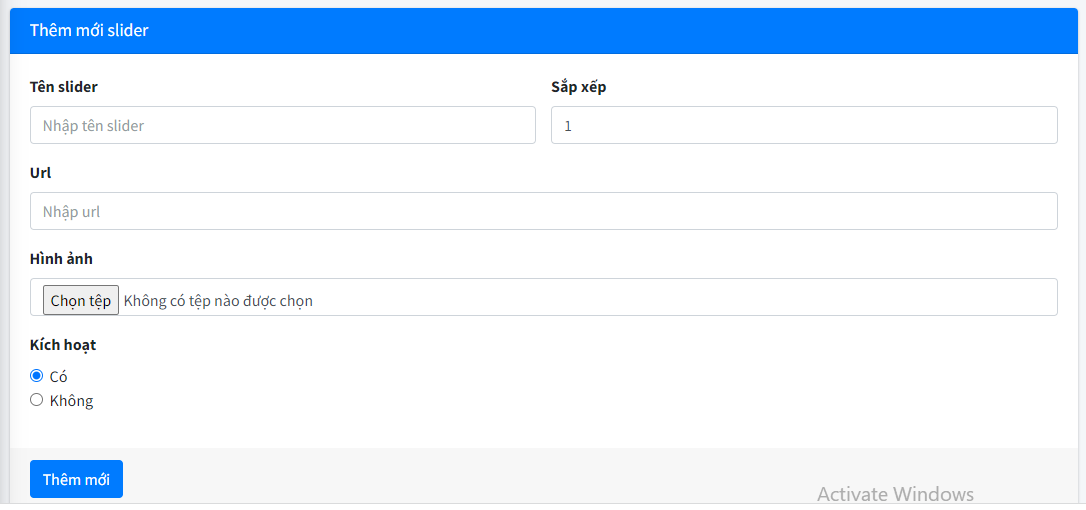 Thêm mới slider
Tên slider
Sắp xếp
Nhập tên slider
1
Url
Nhập url
Hình ảnh
Chọn tệp Không có tệp nào được chọn
Kích hoạt
Có
Không
Thêm mới
Activate Windows